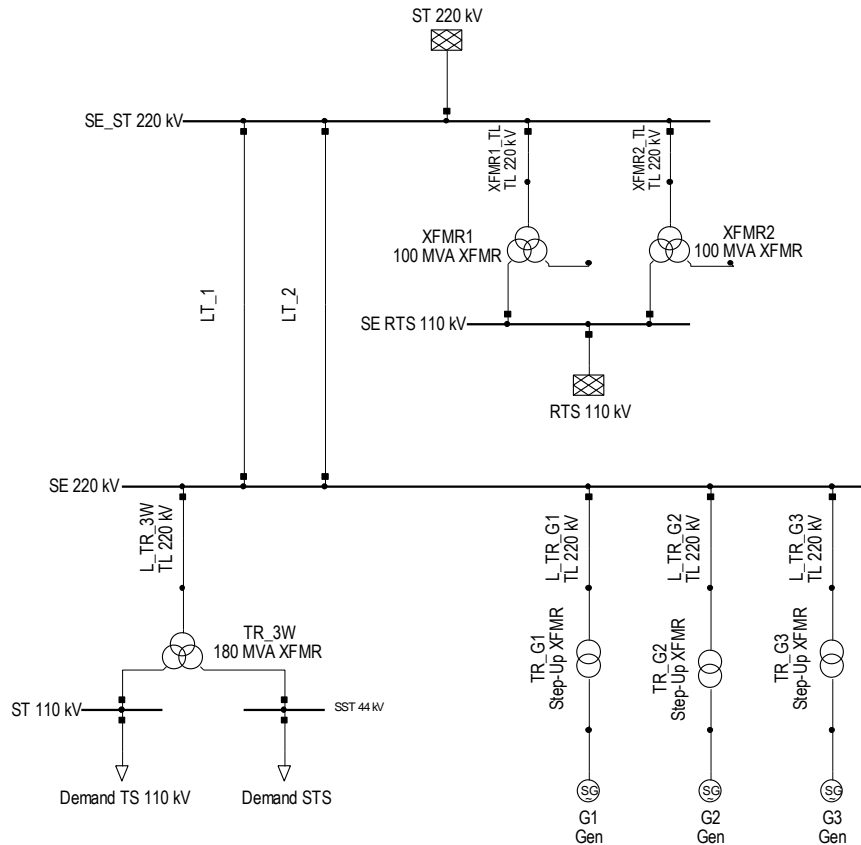 ST 220 kV
SE_ST 220 kV
XFMR1_TL
TL 220 kV
XFMR2_TL
TL 220 kV
XFMR1
100 MVA XFMR
XFMR2
100 MVA XFMR
LT_1
LT_2
SE RTS 110 kV
RTS 110 kV
SE 220 kV
L_TR_3W
TL 220 kV
L_TR_G1
TL 220 kV
L_TR_G2
TL 220 kV
L_TR_G3
TL 220 kV
TR_3W
180 MVA XFMR
TR_G1
Step-Up XFMR
TR_G2
Step-Up XFMR
TR_G3
Step-Up XFMR
ST 110 kV
SST 44 kV
Demand TS 110 kV
Demand STS
SG
SG
SG
G1
Gen
G2
Gen
G3
Gen